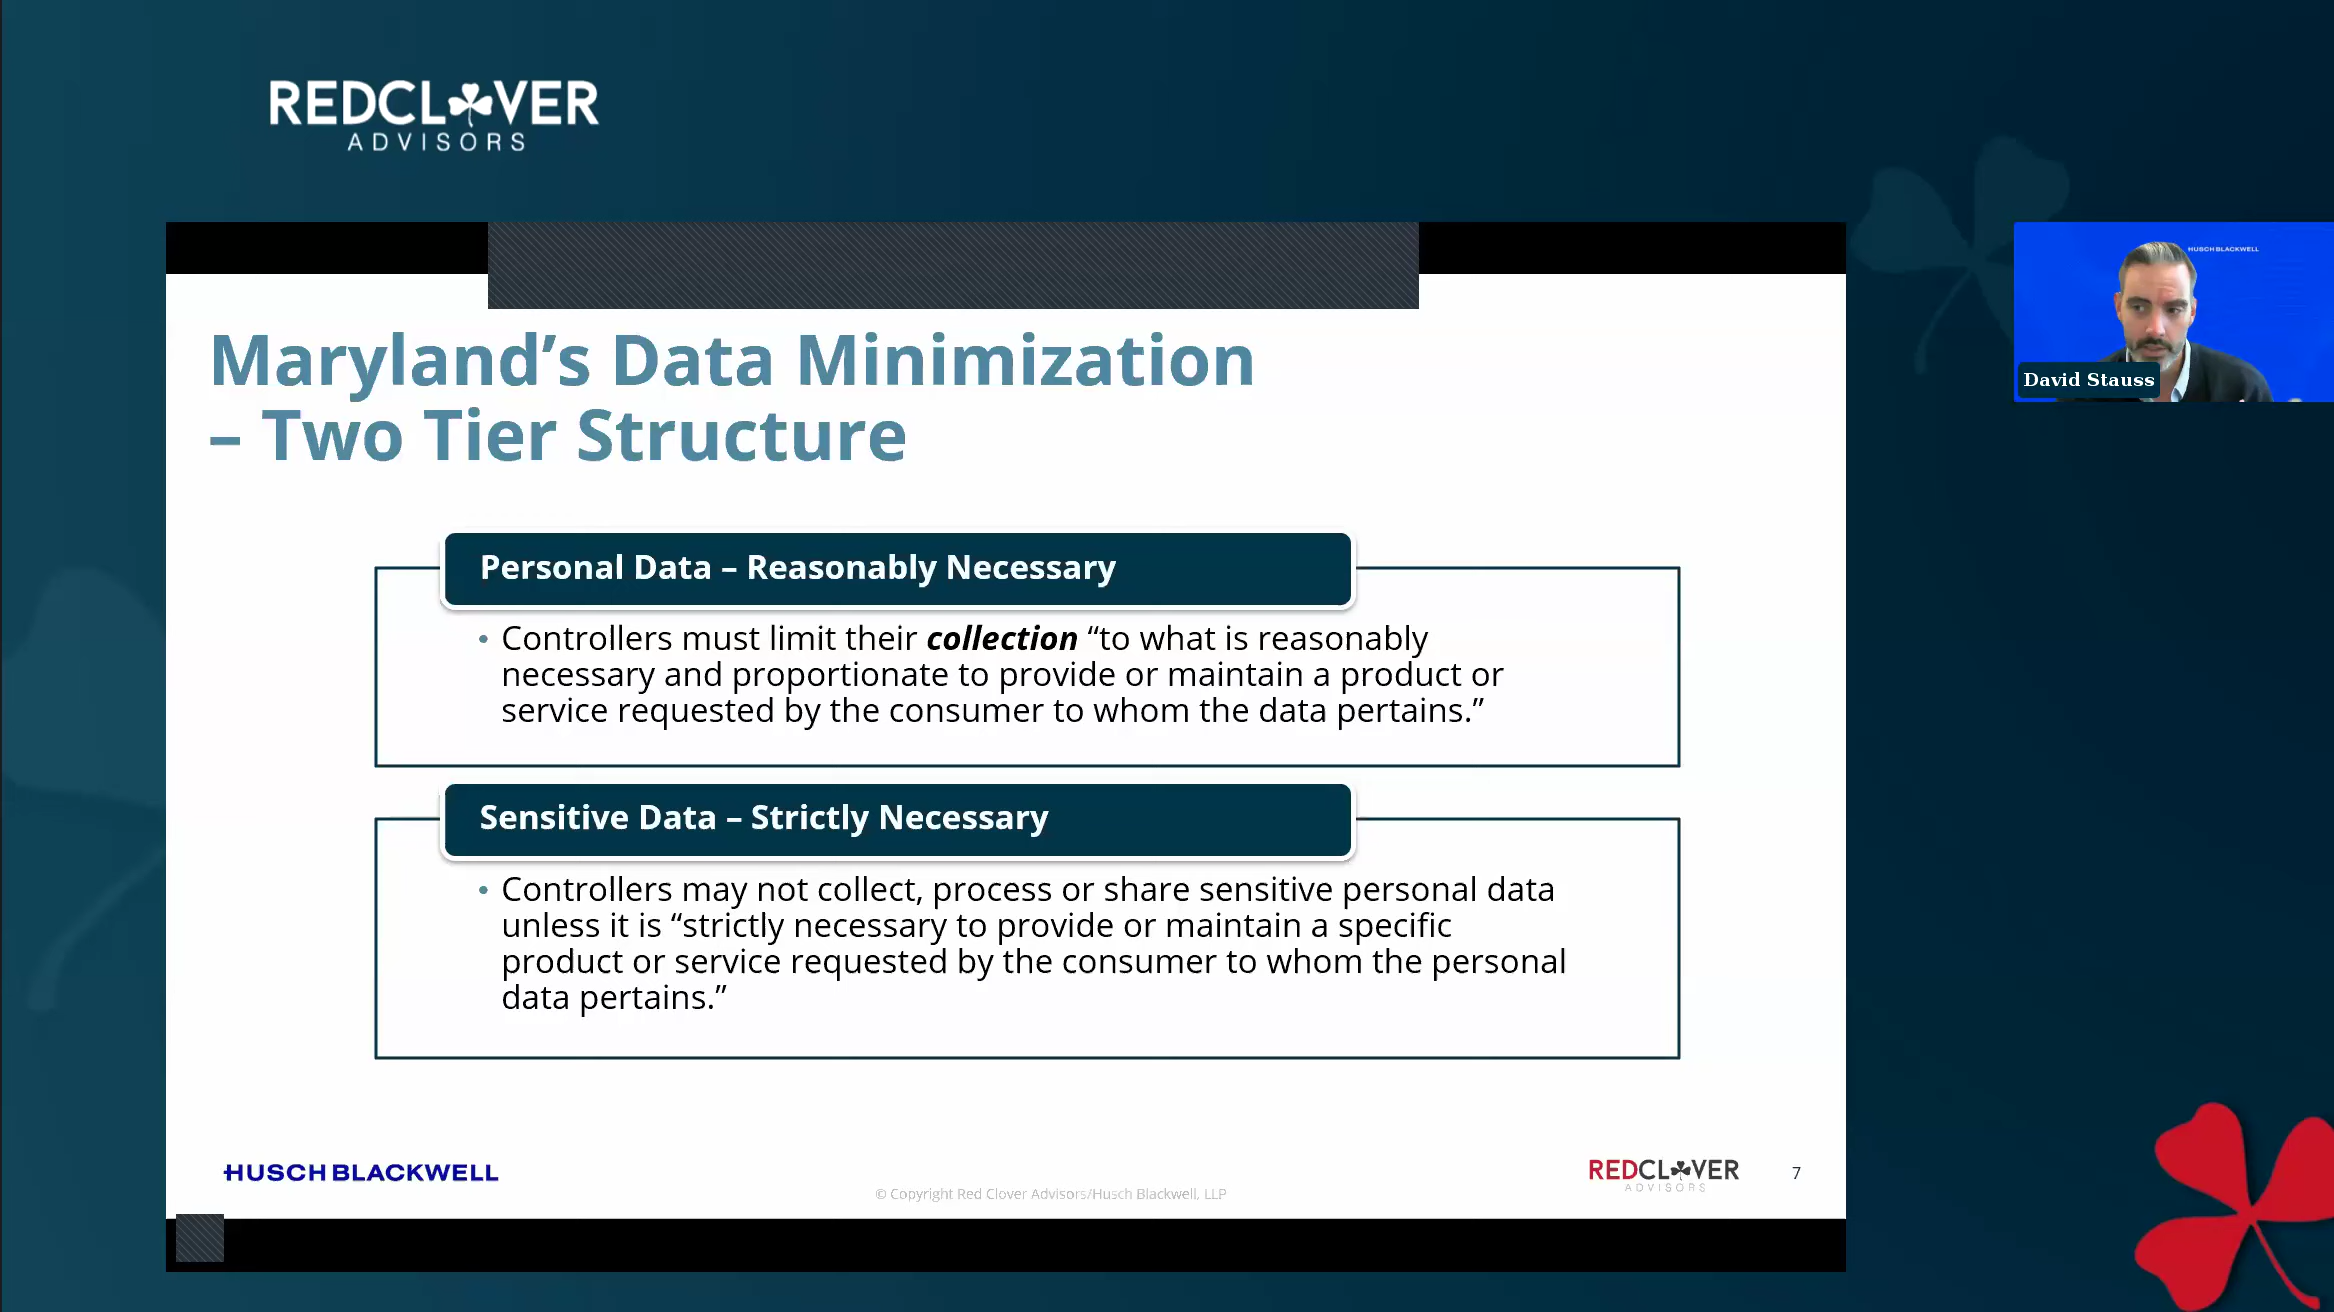 REDCLOVER
ADVISORS
HUSCH BLACKWELL
David Stauss
Maryland’s Data Minimization
– Two Tier Structure
Personal Data – Reasonably Necessary
• Controllers must limit their collection “to what is reasonably
necessary and proportionate to provide or maintain a product or
service requested by the consumer to whom the data pertains.”
Sensitive Data – Strictly Necessary
• Controllers may not collect, process or share sensitive personal data
unless it is “strictly necessary to provide or maintain a specific
product or service requested by the consumer to whom the personal
data pertains.”
HUSCH BLACKWELL
© Copyright Red Clover Advisors/Husch Blackwell, LLP
REDCLOVER
ADVISORS
7